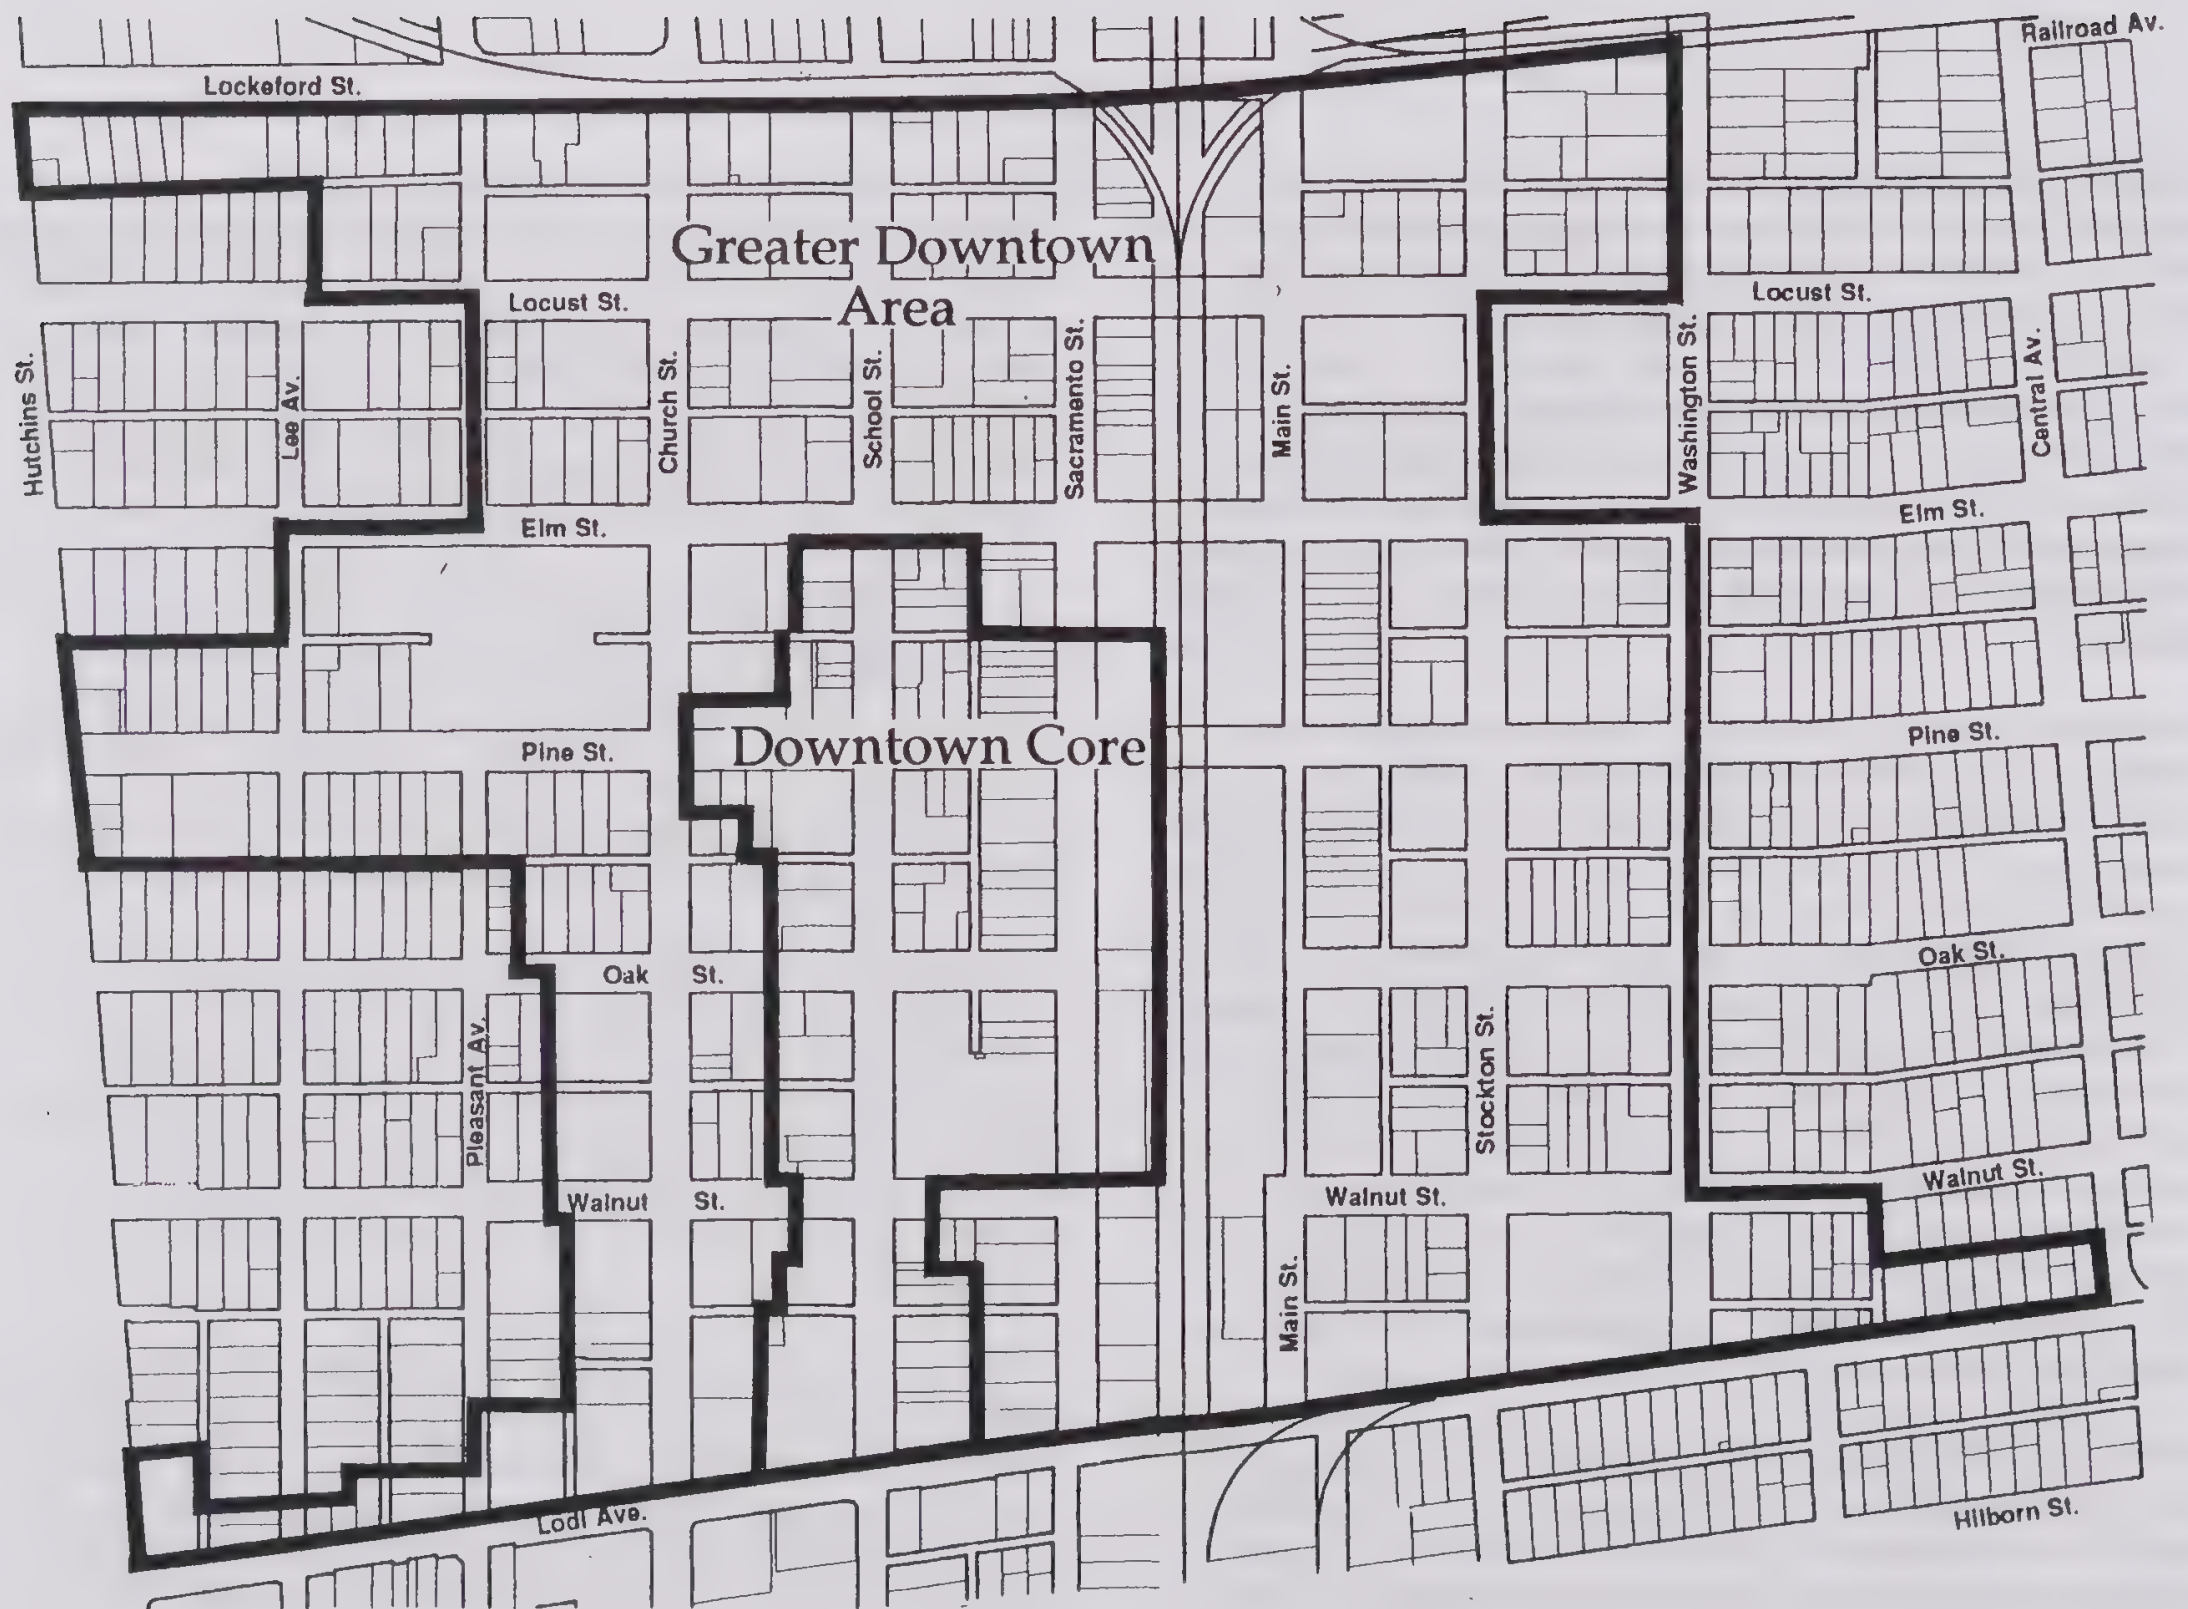 Railroad Av.
Lockeford St.
Greater Downtown
Area
Locust St.
Locust St.
Hutchins St.
Lee Av.
Church St.
School St.
Sacramento St.
Main St.
Washington St.
Central Av.
Elm St.
Elm St.
Downtown Core
Pine St.
Pine St.
Oak St.
Oak St.
Pleasant Av.
Stockton St.
Walnut St.
Walnut St.
Walnut St.
Main St.
Lodi Ave.
Hilborn St.